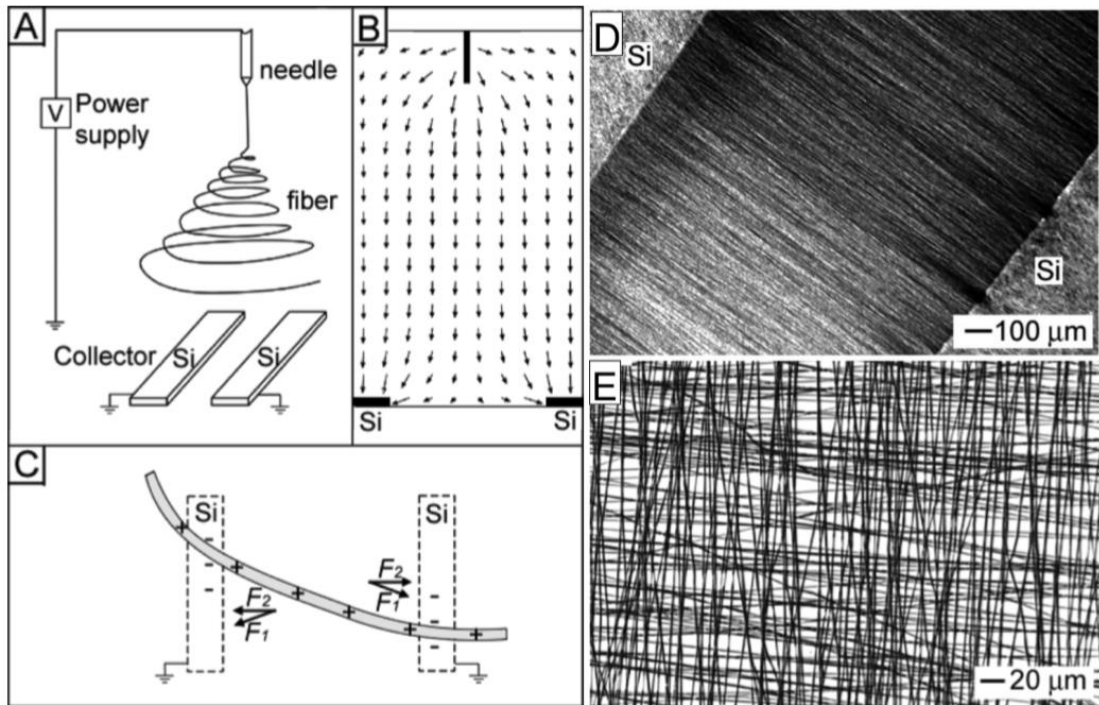 A
needle
V
Power
supply
fiber
Collector
Si
Si
B
Si
Si
C
Si
Si
+
-
-
-
+
+
+
+
+
-
-
-
F2
F1
F2
F1
D
Si
Si
100 μm
E
20 μm